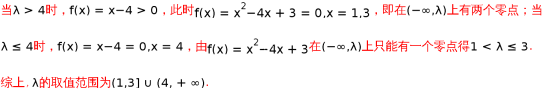 当λ > 4时，f(x) = x−4 > 0，此时f(x) = x²−4x + 3 = 0,x = 1,3，即在(−∞,λ)上有两个零点；当
λ ≤ 4时，f(x) = x−4 = 0,x = 4，由f(x) = x²−4x + 3在(−∞,λ)上只能有一个零点得1 < λ ≤ 3.
综上，λ的取值范围为(1,3] ∪ (4, + ∞).